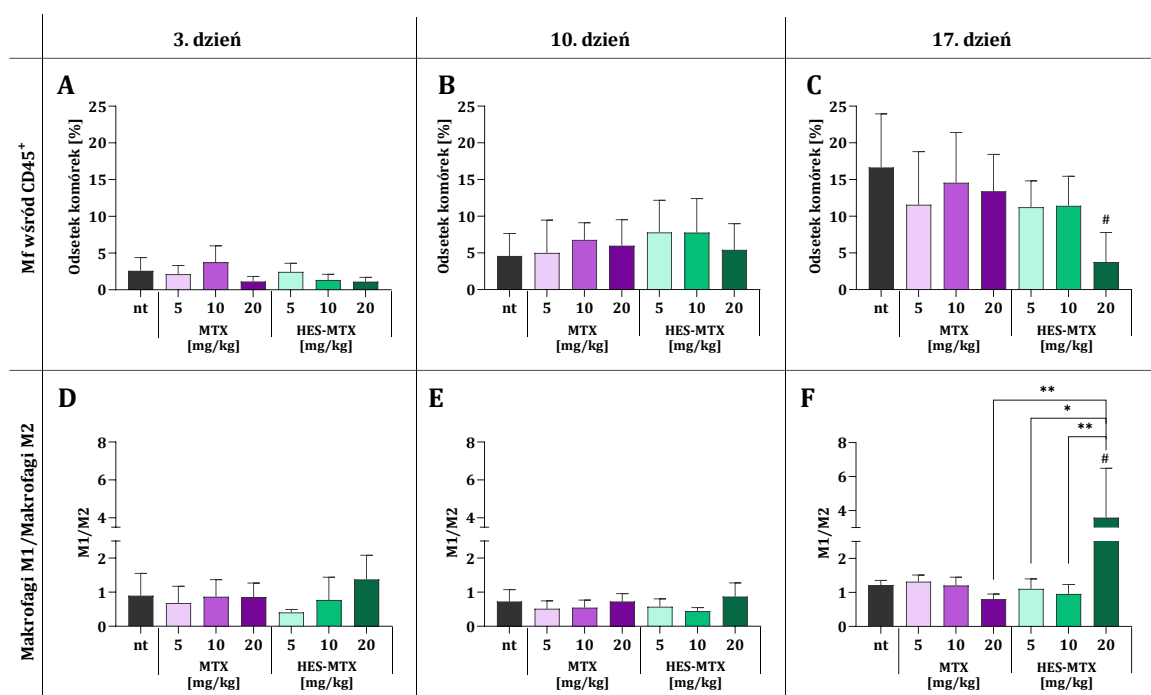 3. dzień
10. dzień
17. dzień
Mf wśród CD45⁺
A
Odsetek komórek [%]
25
20
15
10
5
0
nt 5 10 20 5 10 20
MTX HES-MTX
[mg/kg] [mg/kg]
B
Odsetek komórek [%]
25
20
15
10
5
0
nt 5 10 20 5 10 20
MTX HES-MTX
[mg/kg] [mg/kg]
C
Odsetek komórek [%]
25
20
15
10
5
0
#
nt 5 10 20 5 10 20
MTX HES-MTX
[mg/kg] [mg/kg]
Makrofagi M1/Makrofagi M2
D
M1/M2
8
6
4
2
1
0
nt 5 10 20 5 10 20
MTX HES-MTX
[mg/kg] [mg/kg]
E
M1/M2
8
6
4
2
1
0
nt 5 10 20 5 10 20
MTX HES-MTX
[mg/kg] [mg/kg]
F
**
*
**
#
M1/M2
8
6
4
2
1
0
nt 5 10 20 5 10 20
MTX HES-MTX
[mg/kg] [mg/kg]